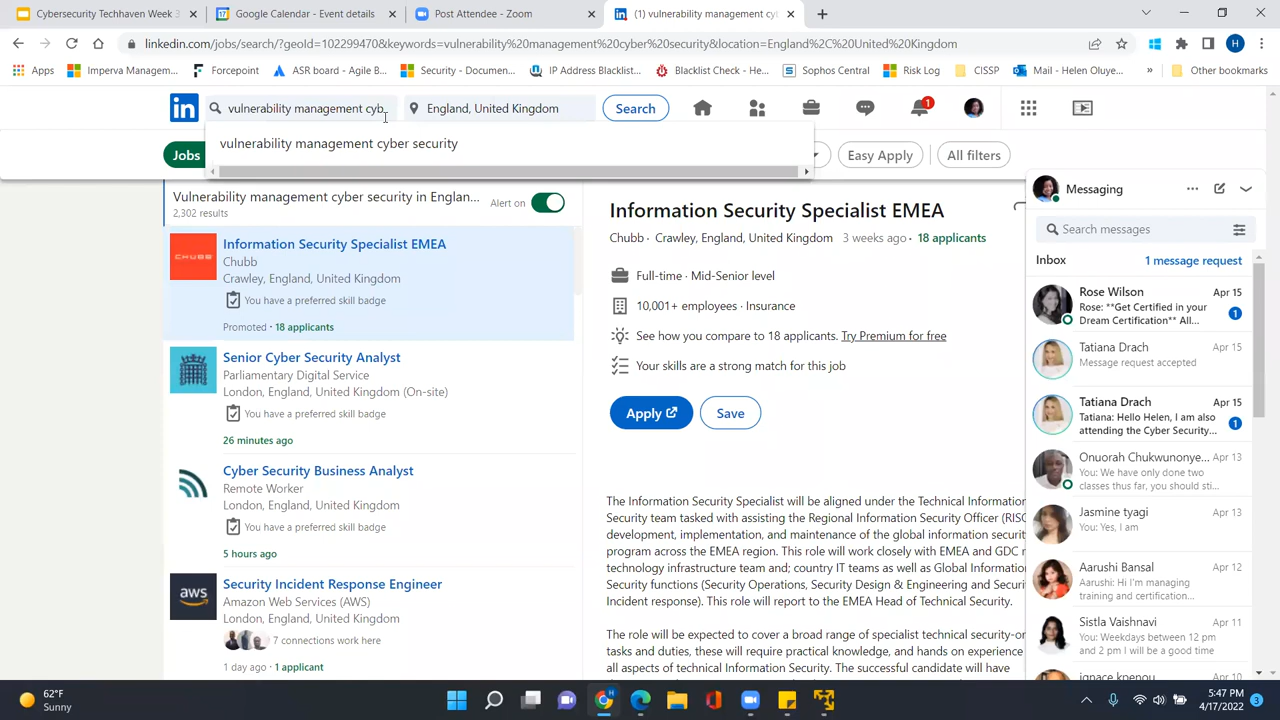 Cybersecurity Techhaven Week 3
Google Calendar - Event details
Post Attendee - Zoom
(1) vulnerability management cy
linkedin.com/jobs/search/?geoId=102299470&keywords=vulnerability%20management%20cyber%20security&location=England%2C%20United%20Kingdom
H
Apps
Imperva Managem...
Forcepoint
ASR board - Agile B...
Security - Documen...
IP Address Blacklist...
Blacklist Check - He...
Sophos Central
Risk Log
CISSP
Mail - Helen Oluye...
»
Other bookmarks
in
vulnerability management cyb
England, United Kingdom
Search
1
vulnerability management cyber security
Jobs
Easy Apply
All filters
Vulnerability management cyber security in Englan...
2,302 results
Alert on
CHUBB
Information Security Specialist EMEA
Chubb
Crawley, England, United Kingdom
You have a preferred skill badge
Promoted · 18 applicants
Senior Cyber Security Analyst
Parliamentary Digital Service
London, England, United Kingdom (On-site)
You have a preferred skill badge
26 minutes ago
Cyber Security Business Analyst
Remote Worker
London, England, United Kingdom
You have a preferred skill badge
5 hours ago
aws
Security Incident Response Engineer
Amazon Web Services (AWS)
London, England, United Kingdom
7 connections work here
1 day ago · 1 applicant
Information Security Specialist EMEA
Chubb · Crawley, England, United Kingdom 3 weeks ago · 18 applicants
Full-time · Mid-Senior level
10,001+ employees · Insurance
See how you compare to 18 applicants. Try Premium for free
Your skills are a strong match for this job
Apply
Save
The Information Security Specialist will be aligned under the Technical Information
Security team tasked with assisting the Regional Information Security Officer (RISO
development, implementation, and maintenance of the global information securit
program across the EMEA region. This role will work closely with EMEA and GDC r
technology infrastructure team and; country IT teams as well as Global Information
Security functions (Security Operations, Security Design & Engineering and Securit
Incident response). This role will report to the EMEA Head of Technical Security.
The role will be expected to cover a broad range of specialist technical security-or
tasks and duties, these will require practical knowledge, and hands on experience
all aspects of technical Information Security. The successful candidate will have
Messaging
Search messages
Inbox
1 message request
Rose Wilson
Apr 15
Rose: **Get Certified in your
Dream Certification** All...
1
Tatiana Drach
Apr 15
Message request accepted
Tatiana Drach
Apr 15
Tatiana: Hello Helen, I am also
attending the Cyber Security...
1
Onuorah Chukwunonye...
Apr 13
You: We have only done two
classes thus far, you should sti...
Jasmine tyagi
Apr 13
You: Yes, I am
Aarushi Bansal
Apr 12
Aarushi: Hi I'm managing
training and certification...
Sistla Vaishnavi
Apr 11
You: Weekdays between 12 pm
and 2 pm I will be a good time
62°F
Sunny
5:47 PM
4/17/2022
3